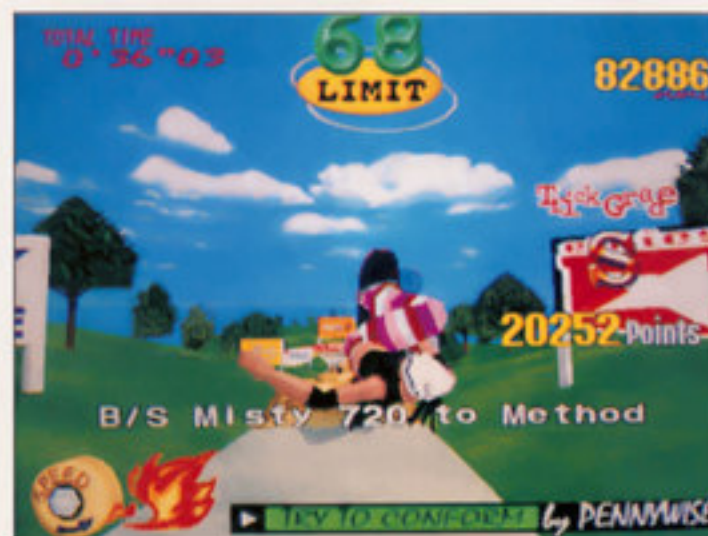 TOTAL TIME
0'36"03
68
LIMIT
82886
Trick Grade
S
20252 Points
B/S Misty 720 to Method
SPEED
TRY TO CONFORM by PENNYWISE